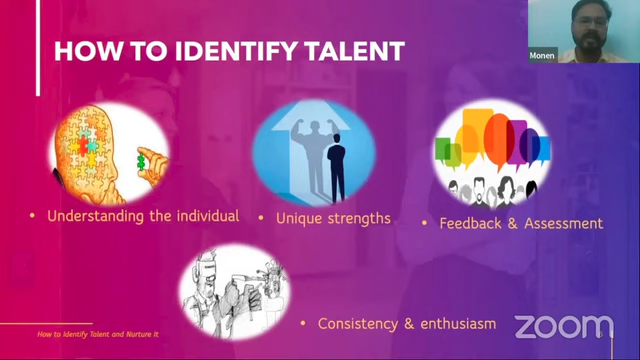 HOW TO IDENTIFY TALENT
Monen
• Understanding the individual
• Unique strengths
• Feedback & Assessment
• Consistency & enthusiasm
How to Identify Talent and Nurture It
zoom